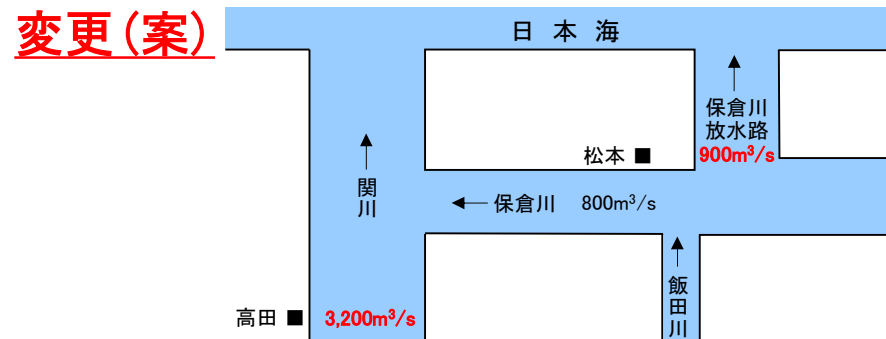 変更(案)
日本海
保倉川
放水路
900m³/s
松本 ■
関川
保倉川 800m³/s
飯田川
高田 ■ 3,200m³/s